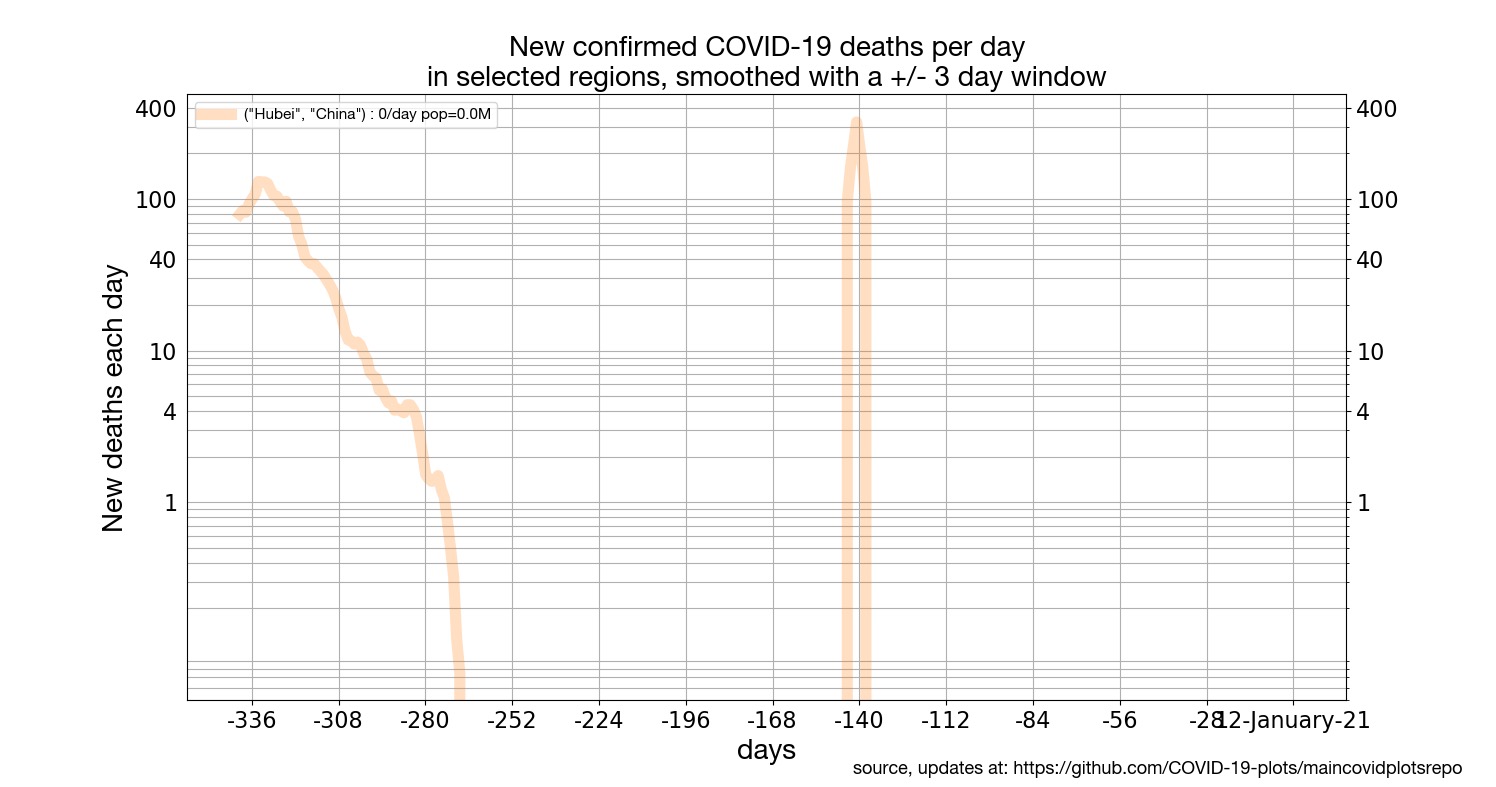 New confirmed COVID-19 deaths per day
in selected regions, smoothed with a +/- 3 day window
("Hubei", "China") : 0/day pop=0.0M
New deaths each day
400
100
40
10
4
1
400
100
40
10
4
1
-336 -308 -280 -252 -224 -196 -168 -140 -112 -84 -56 -28 12-January-21
days
source, updates at: https://github.com/COVID-19-plots/maincovidplotsrepo